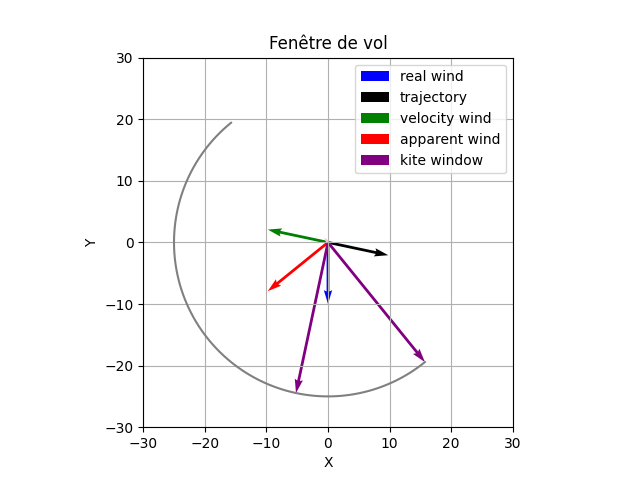 Fenêtre de vol
30
20
10
0
−10
−20
−30
Y
real wind
trajectory
velocity wind
apparent wind
kite window
−30 −20 −10 0 10 20 30
X